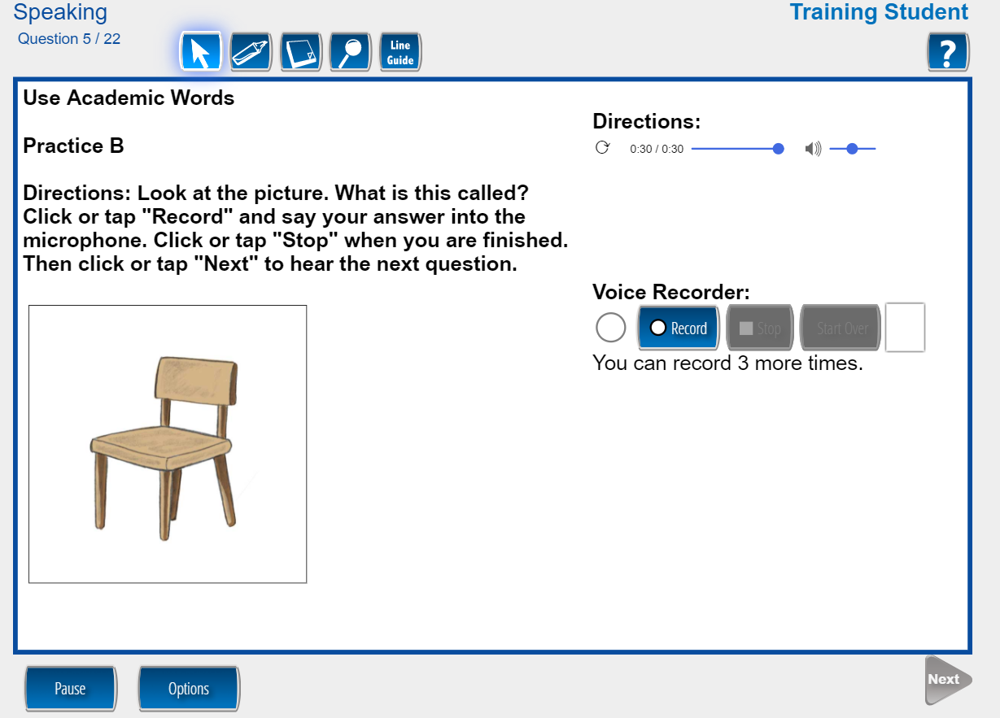 Speaking
Training Student
Question 5 / 22
Line
Guide
?
Use Academic Words
Practice B
Directions: Look at the picture. What is this called?
Click or tap "Record" and say your answer into the
microphone. Click or tap "Stop" when you are finished.
Then click or tap "Next" to hear the next question.
Directions:
0:30 / 0:30
Voice Recorder:
Record
Stop
Start Over
You can record 3 more times.
Pause
Options
Next